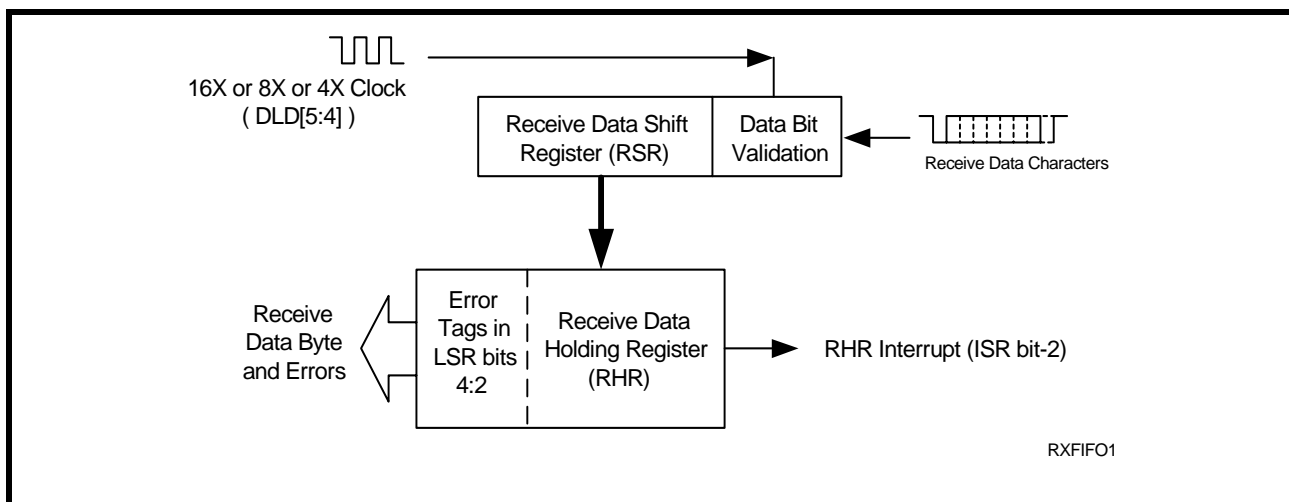 16X or 8X or 4X Clock
( DLD[5:4] )
Receive Data Shift
Register (RSR)
Data Bit
Validation
Receive Data Characters
Receive
Data Byte
and Errors
Error
Tags in
LSR bits
4:2
Receive Data
Holding Register
(RHR)
RHR Interrupt (ISR bit-2)
RXFIFO1